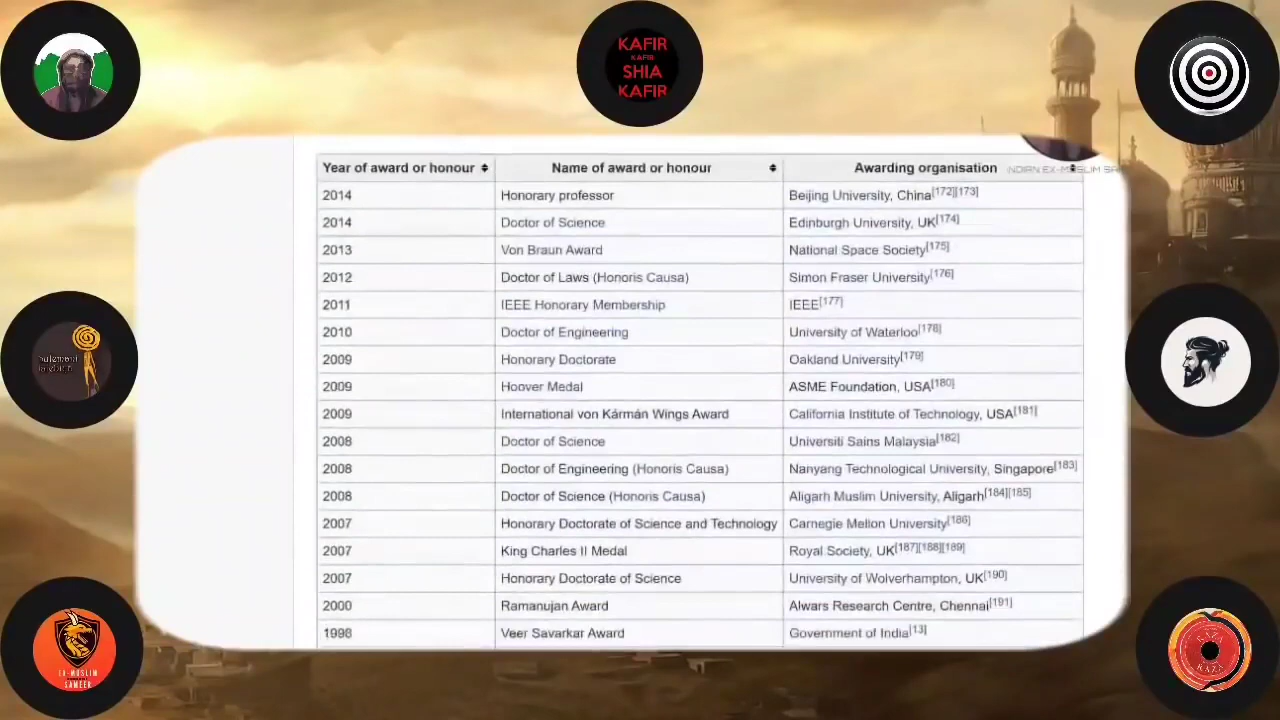 KAFIR
KAFIR
SHIA
KAFIR
Year of award or honour Name of award or honour Awarding organisation
INDIAN EX-MUSLIM
2014 Honorary professor Beijing University, China[172][173]
2014 Doctor of Science Edinburgh University, UK[174]
2013 Von Braun Award National Space Society[175]
2012 Doctor of Laws (Honoris Causa) Simon Fraser University[176]
2011 IEEE Honorary Membership IEEE[177]
2010 Doctor of Engineering University of Waterloo[178]
2009 Honorary Doctorate Oakland University[179]
2009 Hoover Medal ASME Foundation, USA[180]
2009 International von Kármán Wings Award California Institute of Technology, USA[181]
2008 Doctor of Science Universiti Sains Malaysia[182]
2008 Doctor of Engineering (Honoris Causa) Nanyang Technological University, Singapore[183]
2008 Doctor of Science (Honoris Causa) Aligarh Muslim University, Aligarh[184][185]
2007 Honorary Doctorate of Science and Technology Carnegie Mellon University[186]
2007 King Charles II Medal Royal Society, UK[187][188][189]
2007 Honorary Doctorate of Science University of Wolverhampton, UK[190]
2000 Ramanujan Award Alwars Research Centre, Chennai[191]
1998 Veer Savarkar Award Government of India[13]
SAMEER
RAZA